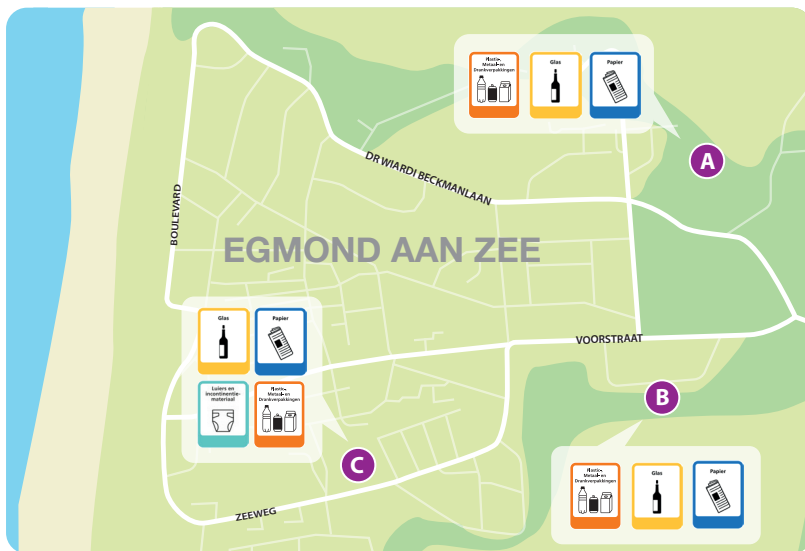 Plastic-,
Metaal- en
Drankverpakkingen
Glas
Papier
A
DR WIARDI BECKMANLAAN
BOULEVARD
EGMOND AAN ZEE
Glas
Papier
VOORSTRAAT
Luiers en
incontinentie-
materiaal
Plastic-,
Metaal- en
Drankverpakkingen
B
C
Plastic-,
Metaal- en
Drankverpakkingen
Glas
Papier
ZEEWEG